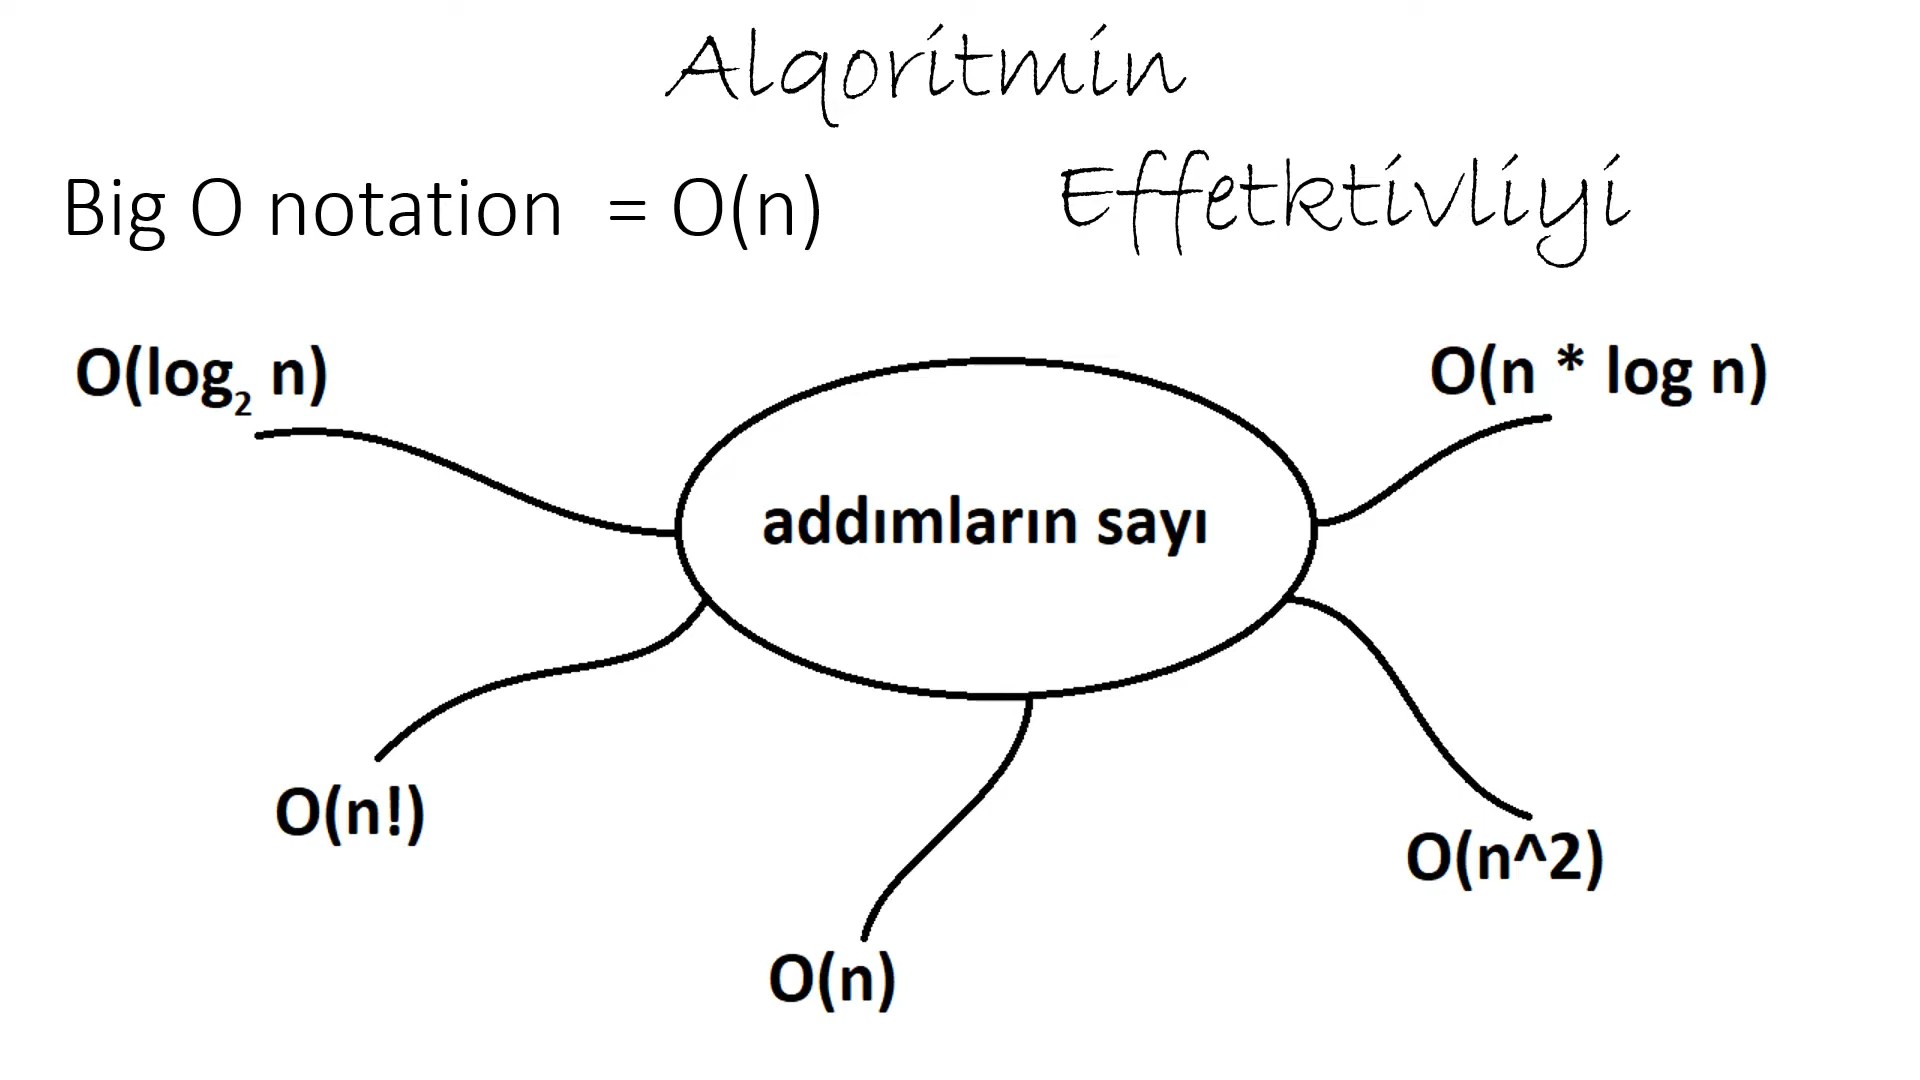 Alqoritmin
Effetktivliyi
Big O notation = O(n)
O(log₂ n)
O(n * log n)
addımların sayı
O(n!)
O(n^2)
O(n)